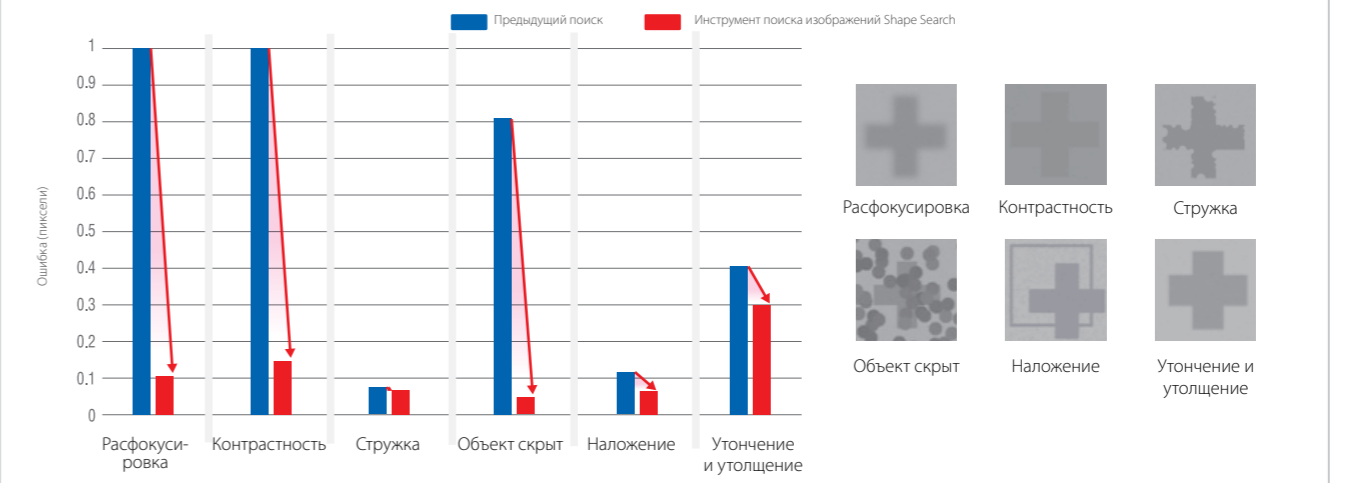 Предыдущий поиск
Инструмент поиска изображений Shape Search
Ошибка (пиксели)
1
0.9
0.8
0.7
0.6
0.5
0.4
0.3
0.2
0.1
0
Расфокуси-
ровка
Контрастность
Стружка
Объект скрыт
Наложение
Утончение
и утолщение
Расфокусировка
Контрастность
Стружка
Объект скрыт
Наложение
Утончение и
утолщение